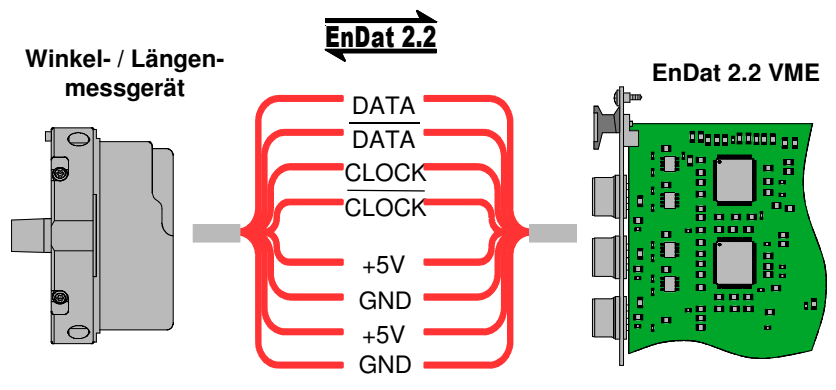 EnDat 2.2
Winkel- / Längen-
messgerät
EnDat 2.2 VME
DATA
DATA
CLOCK
CLOCK
+5V
GND
+5V
GND